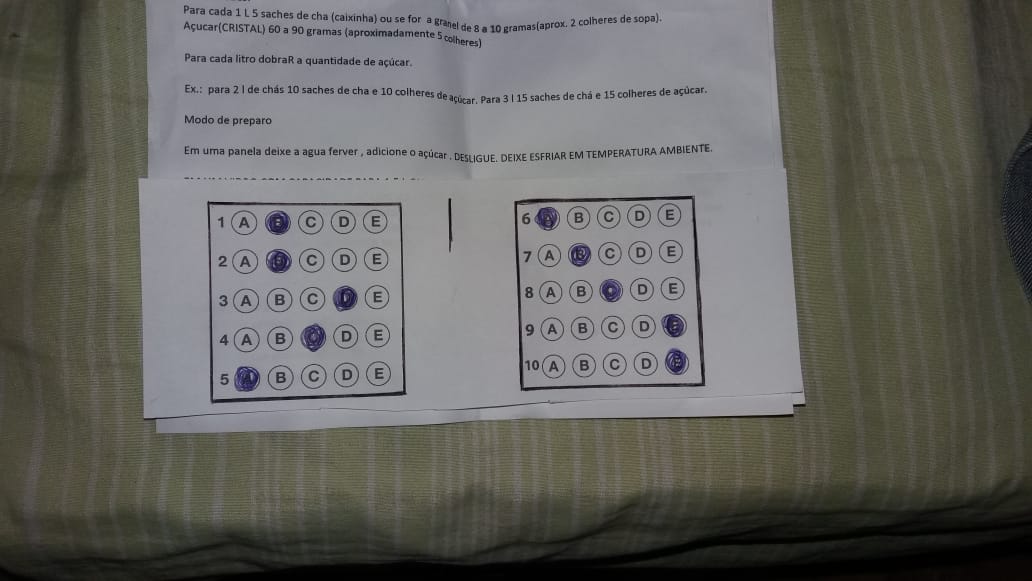 Para cada 1 L 5 saches de cha (caixinha) ou se for a granel de 8 a 10 gramas(aprox. 2 colheres de sopa).
Açucar(CRISTAL) 60 a 90 gramas (aproximadamente 5 colheres)
Para cada litro dobraR a quantidade de açúcar.
Ex.: para 2 l de chás 10 saches de cha e 10 colheres de açúcar. Para 3 l 15 saches de chá e 15 colheres de açúcar.
Modo de preparo
Em uma panela deixe a agua ferver , adicione o açúcar . DESLIGUE. DEIXE ESFRIAR EM TEMPERATURA AMBIENTE.
1 A B C D E
2 A B C D E
3 A B C D E
4 A B C D E
5 A B C D E
6 A B C D E
7 A B C D E
8 A B C D E
9 A B C D E
10 A B C D E